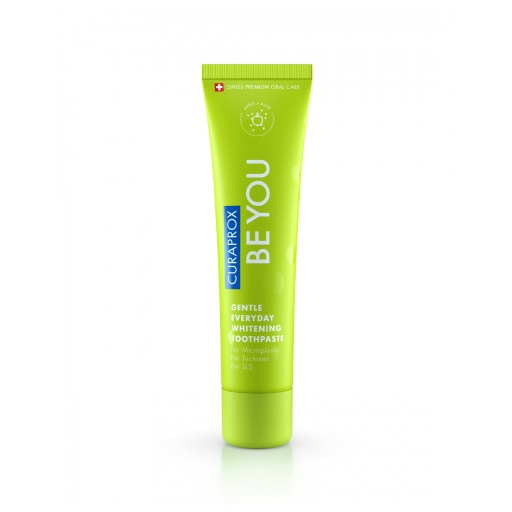 SWISS PREMIUM ORAL CARE
APPLE + ALOE
CURAPROX
BE YOU
GENTLE
EVERYDAY
WHITENING
TOOTHPASTE
No Microplastic
No Triclosan
No SLS